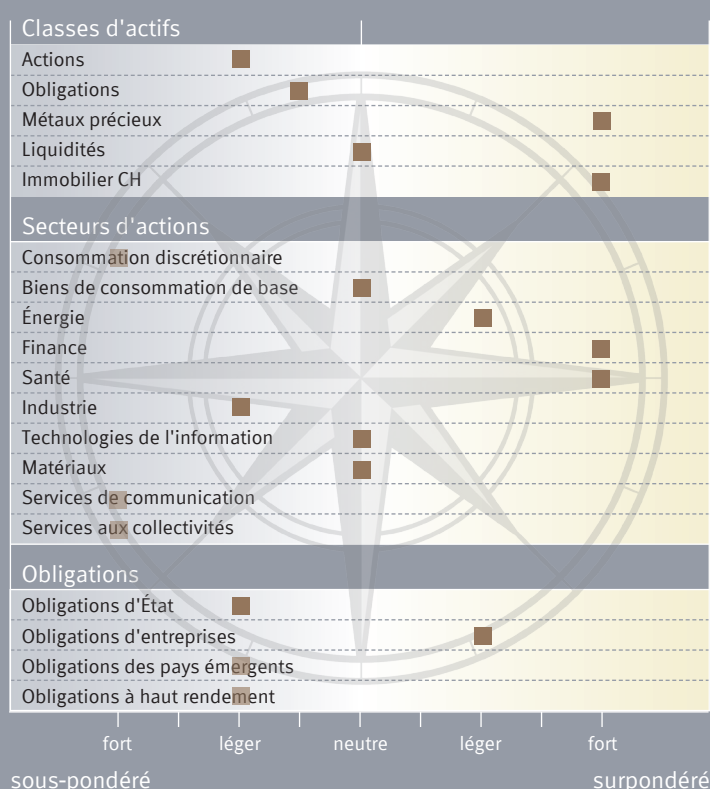 Classes d'actifs
Actions
Obligations
Métaux précieux
Liquidités
Immobilier CH
Secteurs d'actions
Consommation discrétionnaire
Biens de consommation de base
Énergie
Finance
Santé
Industrie
Technologies de l'information
Matériaux
Services de communication
Services aux collectivités
Obligations
Obligations d'État
Obligations d'entreprises
Obligations des pays émergents
Obligations à haut rendement
fort léger neutre léger fort
sous-pondéré surpondéré